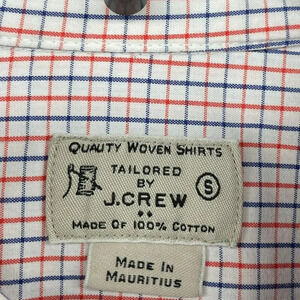 QUALITY WOVEN SHIRTS
TAILORED
BY
J.CREW
S
MADE OF 100% COTTON
MADE IN
MAURITIUS